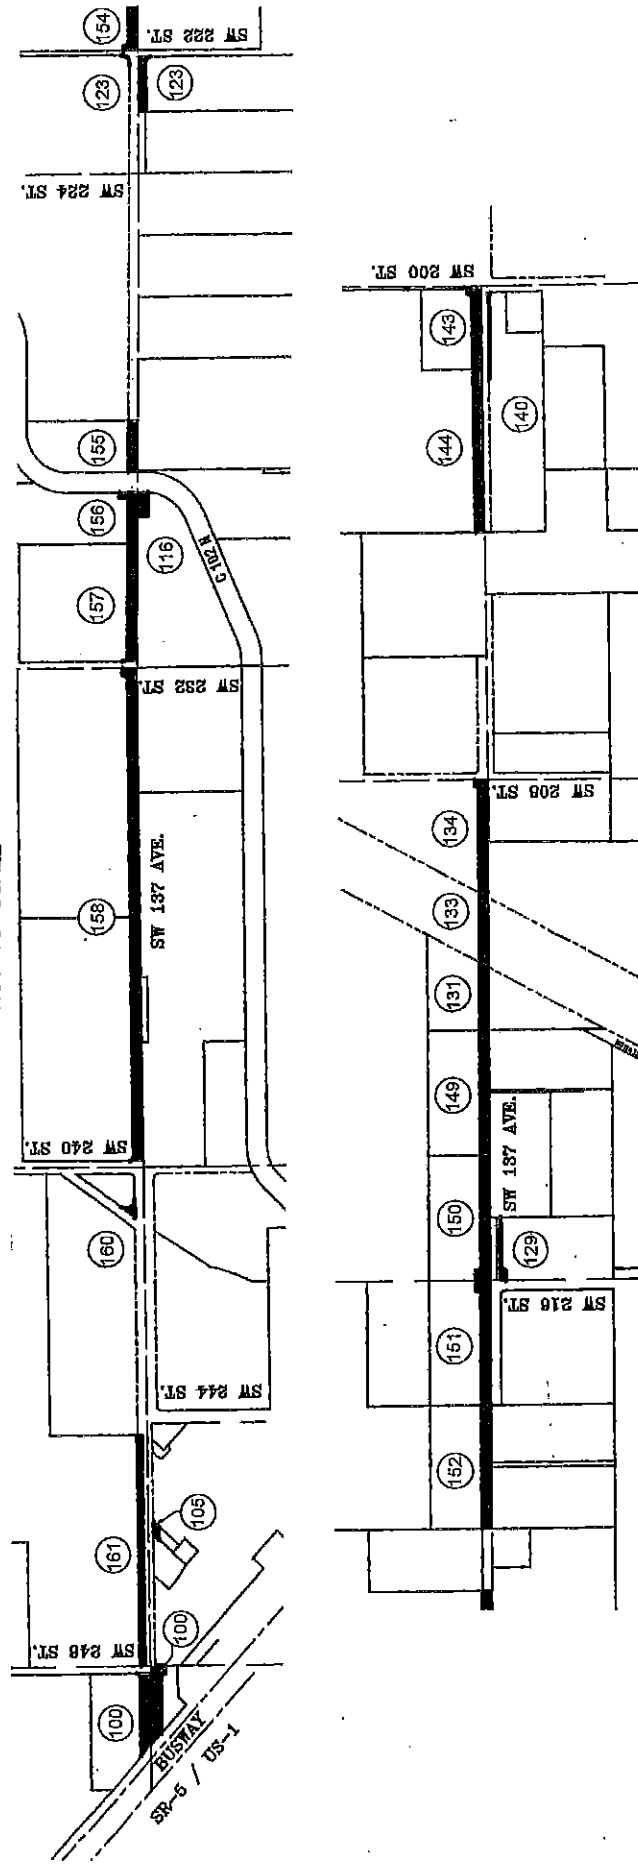 154
SW 222 ST.
123
123
SW 224 ST.
155
156
116
C 102 N
157
SW 232 ST.
158
SW 137 AVE.
SW 240 ST.
160
SW 244 ST.
105
161
100
SW 248 ST.
100
BUSWAY
SR-5 / US-1
SW 200 ST.
143
140
144
SW 208 ST.
134
133
131
149
SW 137 AVE.
150
129
SW 216 ST.
151
152